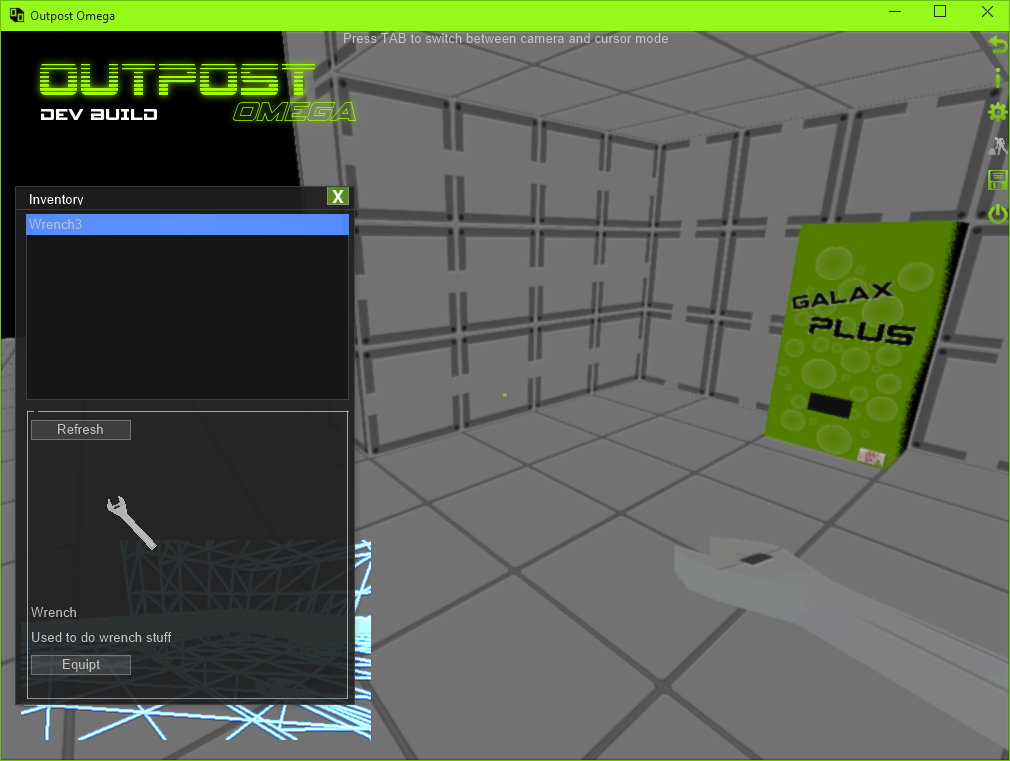 Outpost Omega
Press TAB to switch between camera and cursor mode
OUTPOST
OMEGA
DEV BUILD
Inventory
X
Wrench3
Refresh
Wrench
Used to do wrench stuff
Equipt
GALAX
PLUS